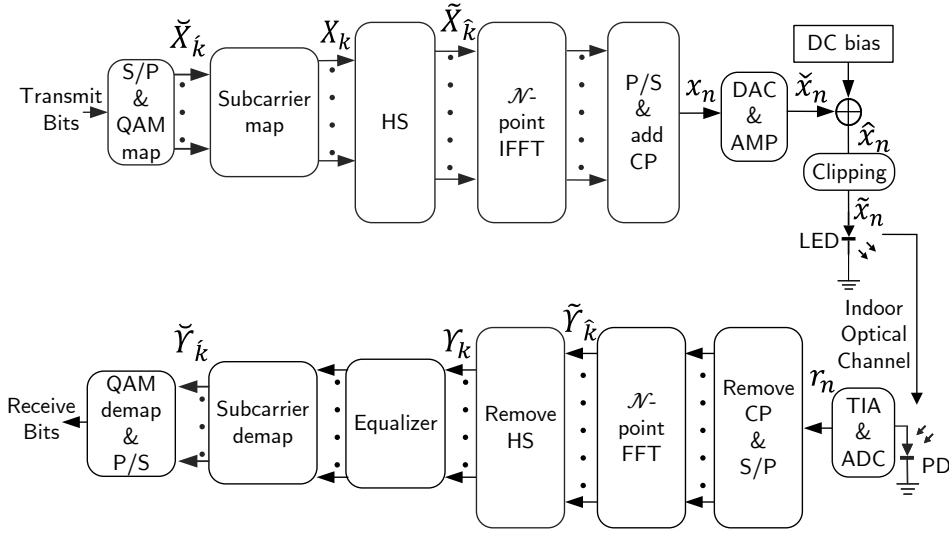 Transmit
Bits
S/P
&
QAM
map
X̆ₖ́
Subcarrier
map
Xₖ
HS
X̃ₖ̂
𝒩-
point
IFFT
P/S
&
add
CP
xₙ
DAC
&
AMP
x̆ₙ
DC bias
x̂ₙ
Clipping
x̃ₙ
LED
Indoor
Optical
Channel
PD
TIA
&
ADC
rₙ
Remove
CP
&
S/P
𝒩-
point
FFT
Ỹₖ̂
Remove
HS
Yₖ
Equalizer
Subcarrier
demap
Y̆ₖ́
QAM
demap
&
P/S
Receive
Bits